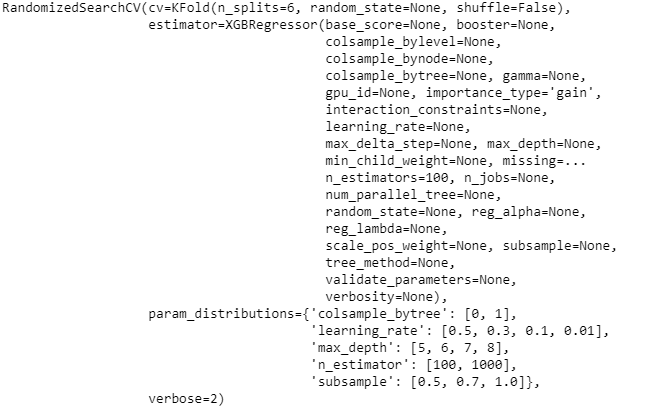 RandomizedSearchCV(cv=KFold(n_splits=6, random_state=None, shuffle=False),
                   estimator=XGBRegressor(base_score=None, booster=None,
                                          colsample_bylevel=None,
                                          colsample_bynode=None,
                                          colsample_bytree=None, gamma=None,
                                          gpu_id=None, importance_type='gain',
                                          interaction_constraints=None,
                                          learning_rate=None,
                                          max_delta_step=None, max_depth=None,
                                          min_child_weight=None, missing=...
                                          n_estimators=100, n_jobs=None,
                                          num_parallel_tree=None,
                                          random_state=None, reg_alpha=None,
                                          reg_lambda=None,
                                          scale_pos_weight=None, subsample=None,
                                          tree_method=None,
                                          validate_parameters=None,
                                          verbosity=None),
                   param_distributions={'colsample_bytree': [0, 1],
                                        'learning_rate': [0.5, 0.3, 0.1, 0.01],
                                        'max_depth': [5, 6, 7, 8],
                                        'n_estimator': [100, 1000],
                                        'subsample': [0.5, 0.7, 1.0]},
                   verbose=2)